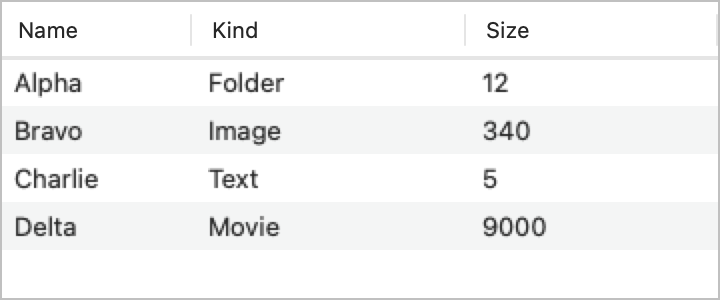 Name Kind Size
Alpha Folder 12
Bravo Image 340
Charlie Text 5
Delta Movie 9000